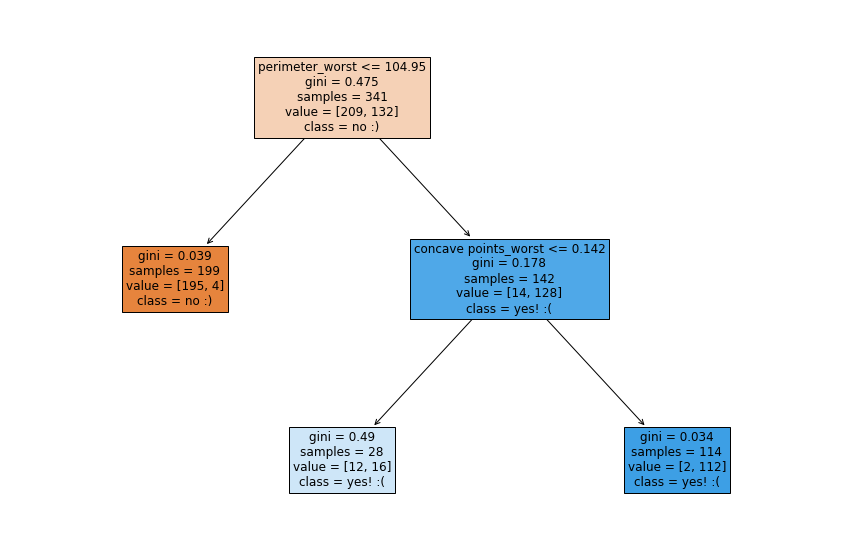 perimeter_worst <= 104.95
gini = 0.475
samples = 341
value = [209, 132]
class = no :)
gini = 0.039
samples = 199
value = [195, 4]
class = no :)
concave points_worst <= 0.142
gini = 0.178
samples = 142
value = [14, 128]
class = yes! :(
gini = 0.49
samples = 28
value = [12, 16]
class = yes! :(
gini = 0.034
samples = 114
value = [2, 112]
class = yes! :(